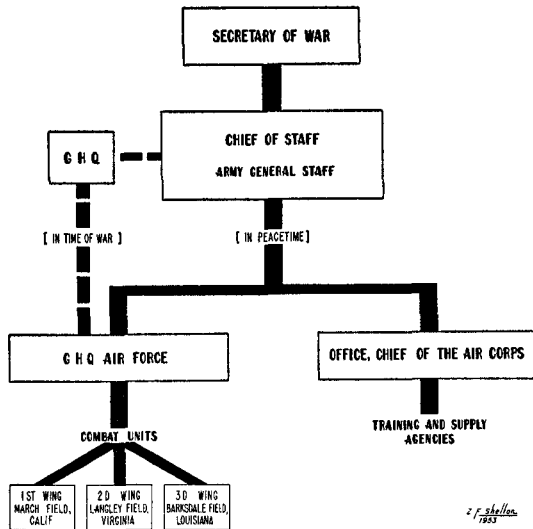 SECRETARY OF WAR
CHIEF OF STAFF
ARMY GENERAL STAFF
G H Q
[ IN TIME OF WAR ]
[ IN PEACETIME ]
G H Q AIR FORCE
OFFICE, CHIEF OF THE AIR CORPS
COMBAT UNITS
TRAINING AND SUPPLY
AGENCIES
1ST WING
MARCH FIELD,
CALIF
2D WING
LANGLEY FIELD,
VIRGINIA
3D WING
BARKSDALE FIELD,
LOUISIANA
Z F Shelton
1953